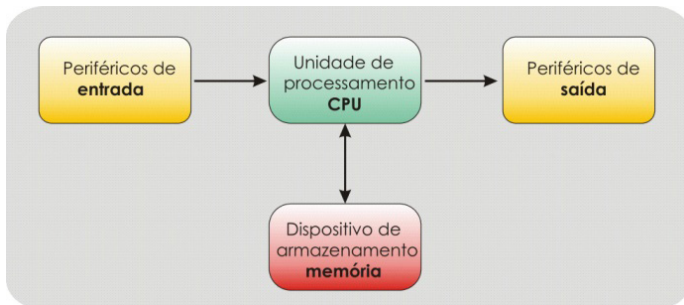 Periféricos de
entrada
Unidade de
processamento
CPU
Periféricos de
saída
Dispositivo de
armazenamento
memória